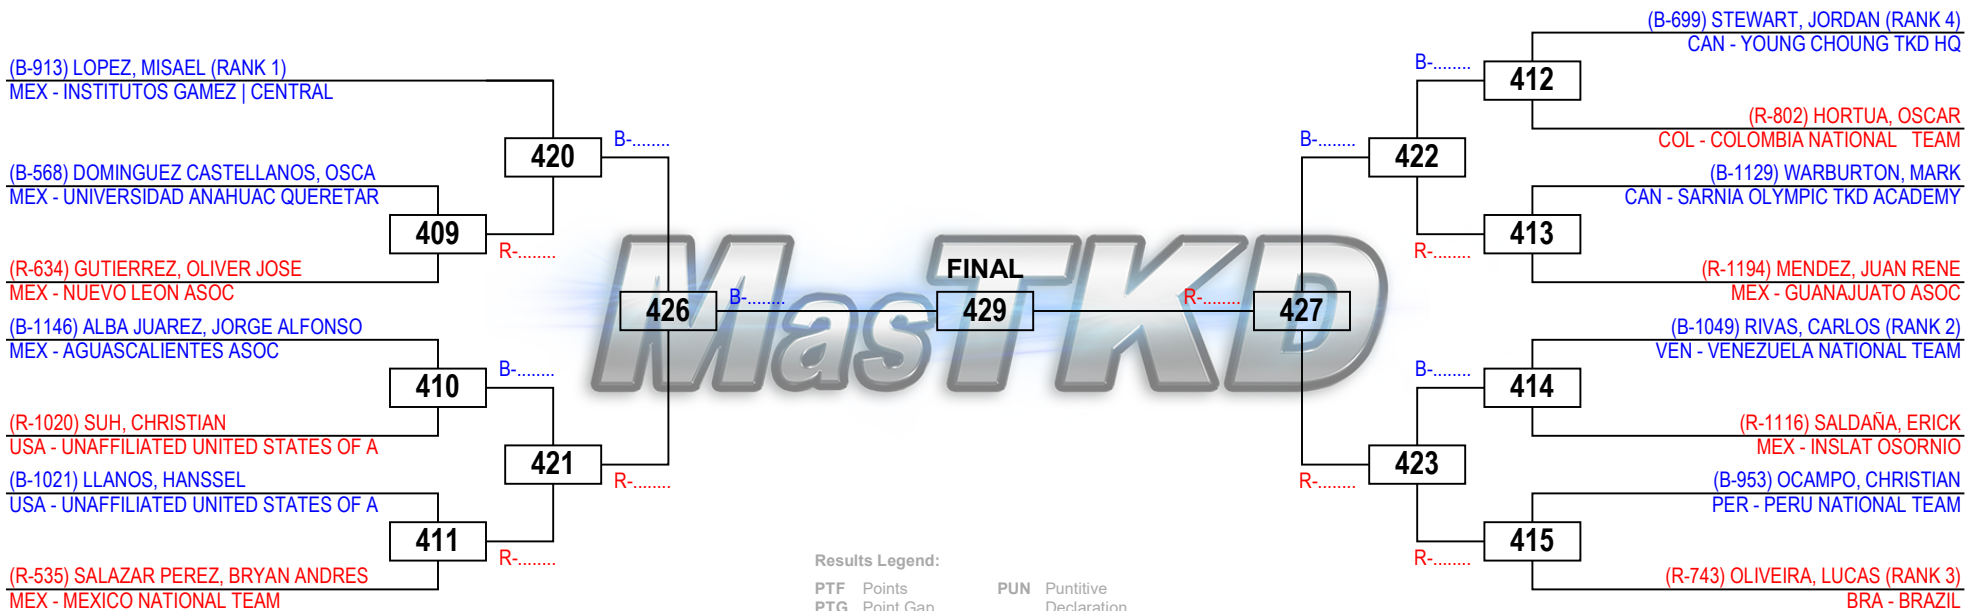 (B-913) LOPEZ, MISAEL (RANK 1)
MEX - INSTITUTOS GAMEZ | CENTRAL
420
B-........
(B-568) DOMINGUEZ CASTELLANOS, OSCA
MEX - UNIVERSIDAD ANAHUAC QUERETAR
409
R-........
(R-634) GUTIERREZ, OLIVER JOSE
MEX - NUEVO LEON ASOC
426
B-........
(B-1146) ALBA JUAREZ, JORGE ALFONSO
MEX - AGUASCALIENTES ASOC
410
B-........
(R-1020) SUH, CHRISTIAN
USA - UNAFFILIATED UNITED STATES OF A
421
R-........
(B-1021) LLANOS, HANSSEL
USA - UNAFFILIATED UNITED STATES OF A
411
R-........
(R-535) SALAZAR PEREZ, BRYAN ANDRES
MEX - MEXICO NATIONAL TEAM
MasTKD
FINAL
429
(B-699) STEWART, JORDAN (RANK 4)
CAN - YOUNG CHOUNG TKD HQ
B-........
412
(R-802) HORTUA, OSCAR
COL - COLOMBIA NATIONAL TEAM
B-........
422
(B-1129) WARBURTON, MARK
CAN - SARNIA OLYMPIC TKD ACADEMY
413
R-........
(R-1194) MENDEZ, JUAN RENE
MEX - GUANAJUATO ASOC
R-........
427
(B-1049) RIVAS, CARLOS (RANK 2)
VEN - VENEZUELA NATIONAL TEAM
B-........
414
(R-1116) SALDAÑA, ERICK
MEX - INSLAT OSORNIO
423
R-........
(B-953) OCAMPO, CHRISTIAN
PER - PERU NATIONAL TEAM
415
R-........
(R-743) OLIVEIRA, LUCAS (RANK 3)
BRA - BRAZIL
Results Legend:
PTF Points
PUN Puntitive
PTG Point Gap
Declaration